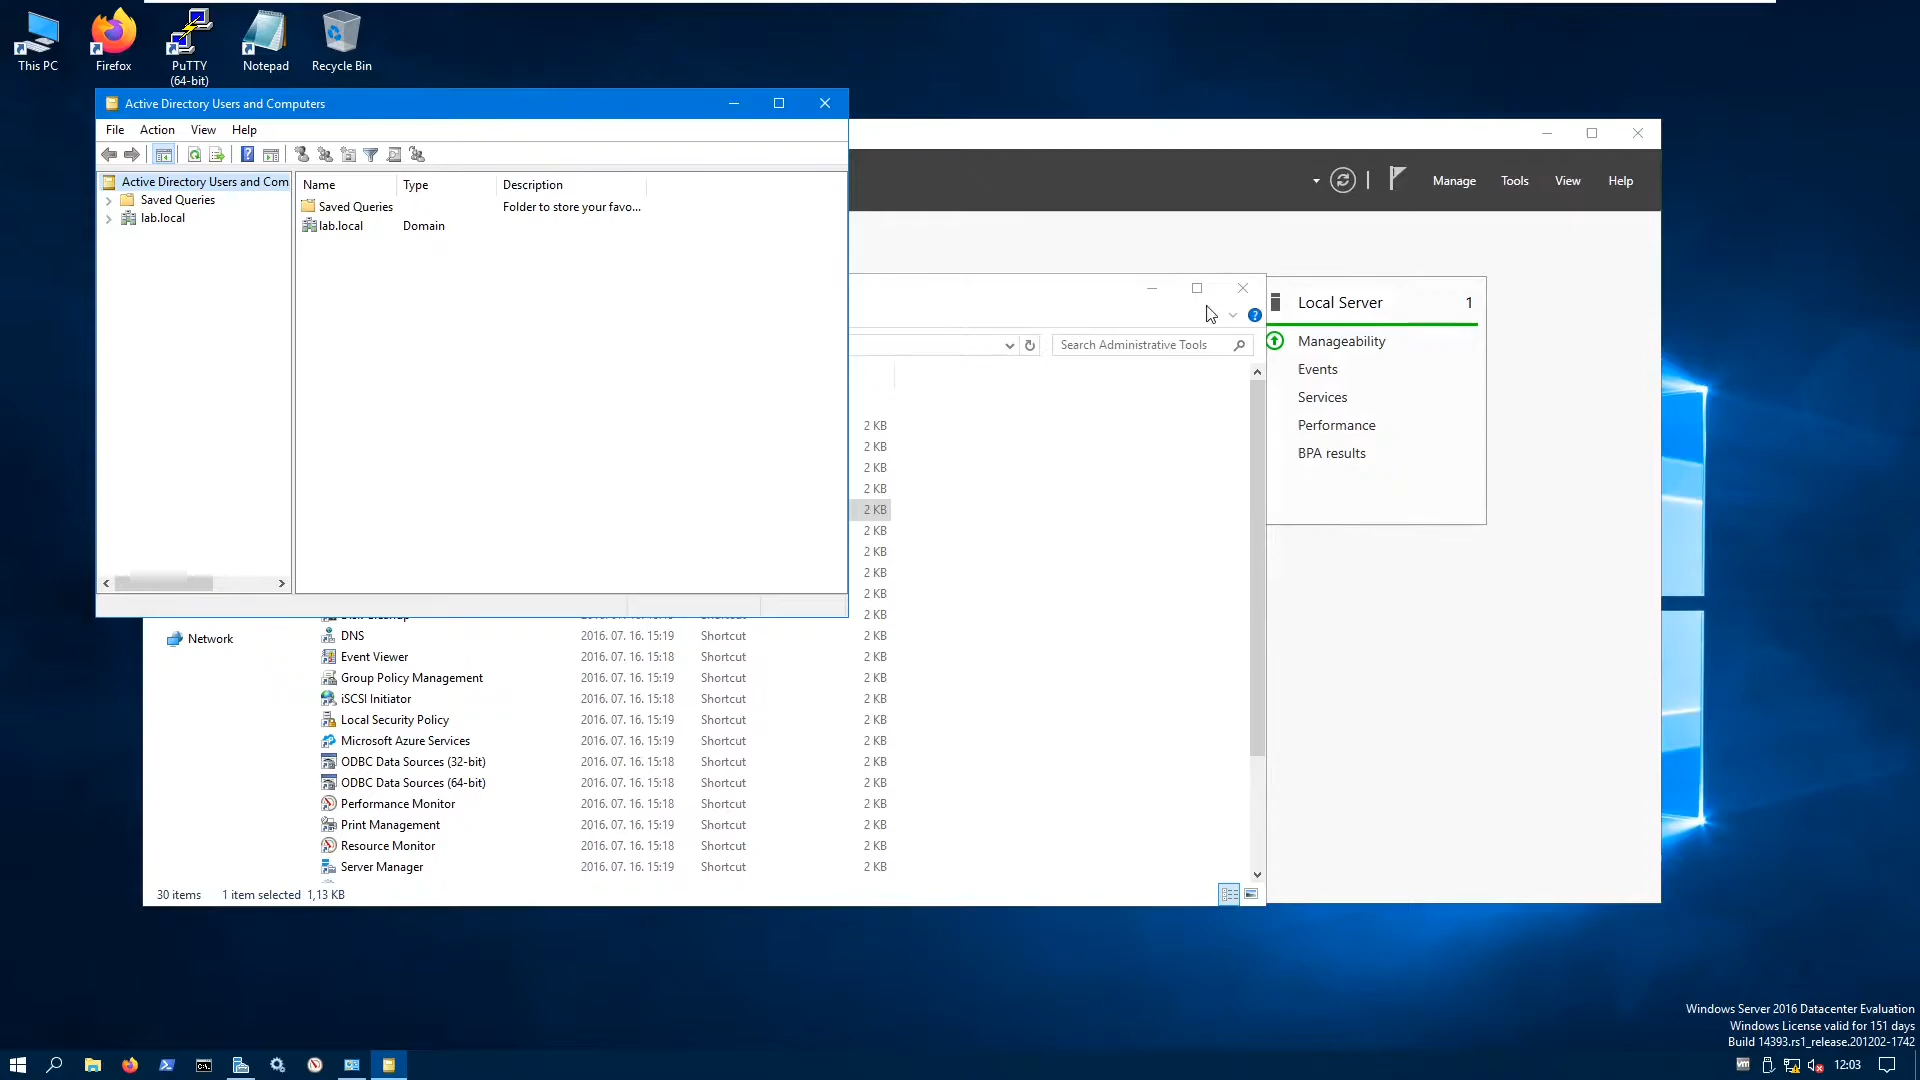 This PC
Firefox
PuTTY
(64-bit)
Notepad
Recycle Bin
Active Directory Users and Computers
File Action View Help
Active Directory Users and Com
Saved Queries
lab.local
Name Type Description
Saved Queries Folder to store your favo...
lab.local Domain
Manage Tools View Help
Search Administrative Tools
Local Server 1
Manageability
Events
Services
Performance
BPA results
2 KB
2 KB
2 KB
2 KB
2 KB
2 KB
2 KB
2 KB
2 KB
2 KB
Network
DNS 2016. 07. 16. 15:19 Shortcut 2 KB
Event Viewer 2016. 07. 16. 15:18 Shortcut 2 KB
Group Policy Management 2016. 07. 16. 15:19 Shortcut 2 KB
iSCSI Initiator 2016. 07. 16. 15:18 Shortcut 2 KB
Local Security Policy 2016. 07. 16. 15:19 Shortcut 2 KB
Microsoft Azure Services 2016. 07. 16. 15:19 Shortcut 2 KB
ODBC Data Sources (32-bit) 2016. 07. 16. 15:18 Shortcut 2 KB
ODBC Data Sources (64-bit) 2016. 07. 16. 15:18 Shortcut 2 KB
Performance Monitor 2016. 07. 16. 15:18 Shortcut 2 KB
Print Management 2016. 07. 16. 15:19 Shortcut 2 KB
Resource Monitor 2016. 07. 16. 15:18 Shortcut 2 KB
Server Manager 2016. 07. 16. 15:19 Shortcut 2 KB
30 items 1 item selected 1,13 KB
Windows Server 2016 Datacenter Evaluation
Windows License valid for 151 days
Build 14393.rs1_release.201202-1742
12:03